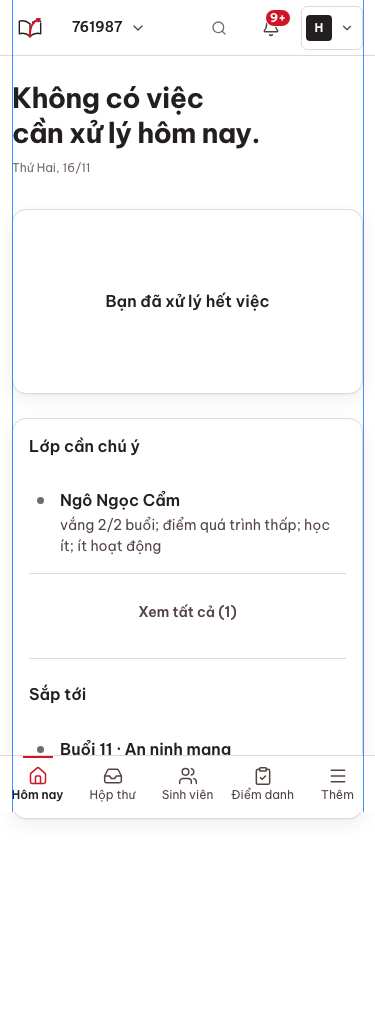 761987
9+
H
Không có việc
cần xử lý hôm nay.
Thứ Hai, 16/11
Bạn đã xử lý hết việc
Lớp cần chú ý
Ngô Ngọc Cẩm
vắng 2/2 buổi; điểm quá trình thấp; học
ít; ít hoạt động
Xem tất cả (1)
Sắp tới
Buổi 11 · An ninh mạng
Hôm nay
Hộp thư
Sinh viên
Điểm danh
Thêm